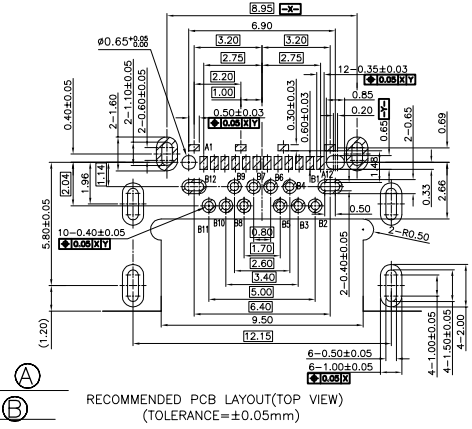 8.95 -X-
6.90
3.20 3.20
Ø0.65 +0.05 0.00
2.75 2.75
2.20
12-0.35±0.03
⌖ 0.05 X Y
1.00
0.85
0.50±0.03
⌖ 0.05 X Y
0.30±0.03
0.60±0.03
0.20 -Y-
0.40±0.05
2-1.60
2-1.10±0.05
2-0.60±0.05
0.65
2-0.65
0.69
A1
A12
B12
B9
B7
B6
B4
B1
1.48
0.33
2.66
5.80±0.05
2.04
1.96
1.14
0.50
B11
B10
B8
B5
B3
B2
10-0.40±0.05
⌖ 0.05 X Y
0.80
1.70
2.60
3.40
5.00
6.40
9.50
12.15
2-0.40±0.05
2-R0.50
(1.20)
6-0.50±0.05
6-1.00±0.05
⌖ 0.05 X
4-1.00±0.05
4-1.50±0.05
4-2.00
A
B
RECOMMENDED PCB LAYOUT(TOP VIEW)
(TOLERANCE=±0.05mm)